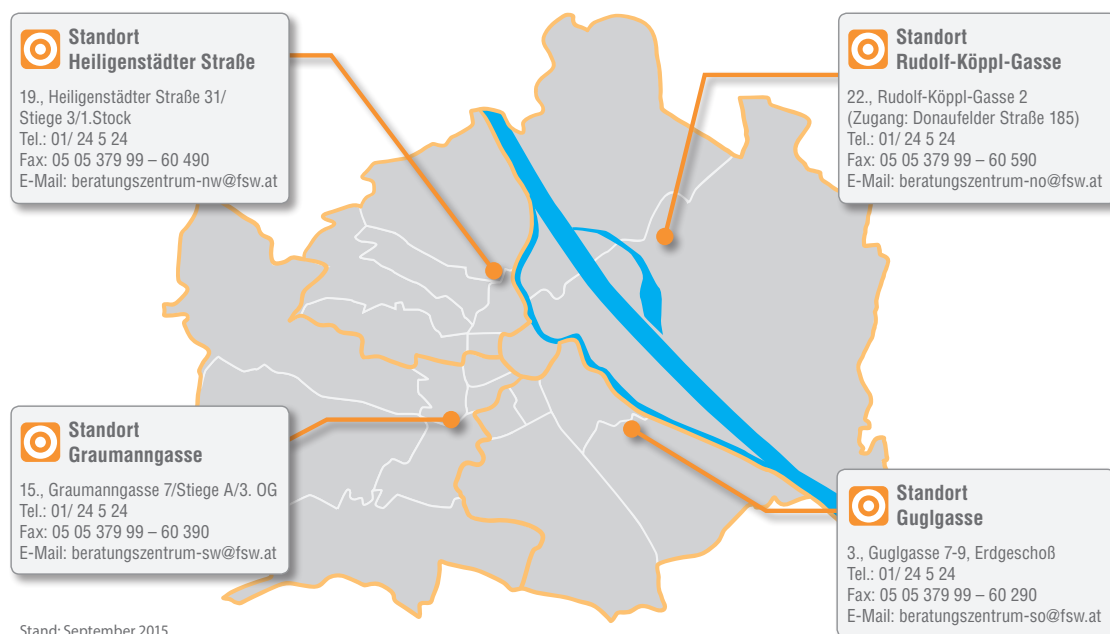 Standort
Heiligenstädter Straße
19., Heiligenstädter Straße 31/
Stiege 3/1.Stock
Tel.: 01/ 24 5 24
Fax: 05 05 379 99 – 60 490
E-Mail: beratungszentrum-nw@fsw.at
Standort
Rudolf-Köppl-Gasse
22., Rudolf-Köppl-Gasse 2
(Zugang: Donaufelder Straße 185)
Tel.: 01/ 24 5 24
Fax: 05 05 379 99 – 60 590
E-Mail: beratungszentrum-no@fsw.at
Standort
Graumanngasse
15., Graumanngasse 7/Stiege A/3. OG
Tel.: 01/ 24 5 24
Fax: 05 05 379 99 – 60 390
E-Mail: beratungszentrum-sw@fsw.at
Standort
Guglgasse
3., Guglgasse 7-9, Erdgeschoß
Tel.: 01/ 24 5 24
Fax: 05 05 379 99 – 60 290
E-Mail: beratungszentrum-so@fsw.at
Stand: September 2015